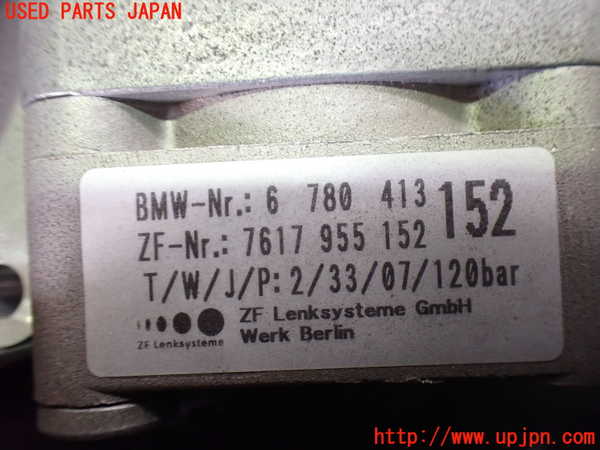 USED PARTS JAPAN
BMW-Nr.: 6 780 413
152
ZF-Nr.: 7617 955 152
T/W/J/P: 2/33/07/120bar
ZF Lenksysteme GmbH
ZF Lenksysteme
Werk Berlin
http://www.upjpn.com/